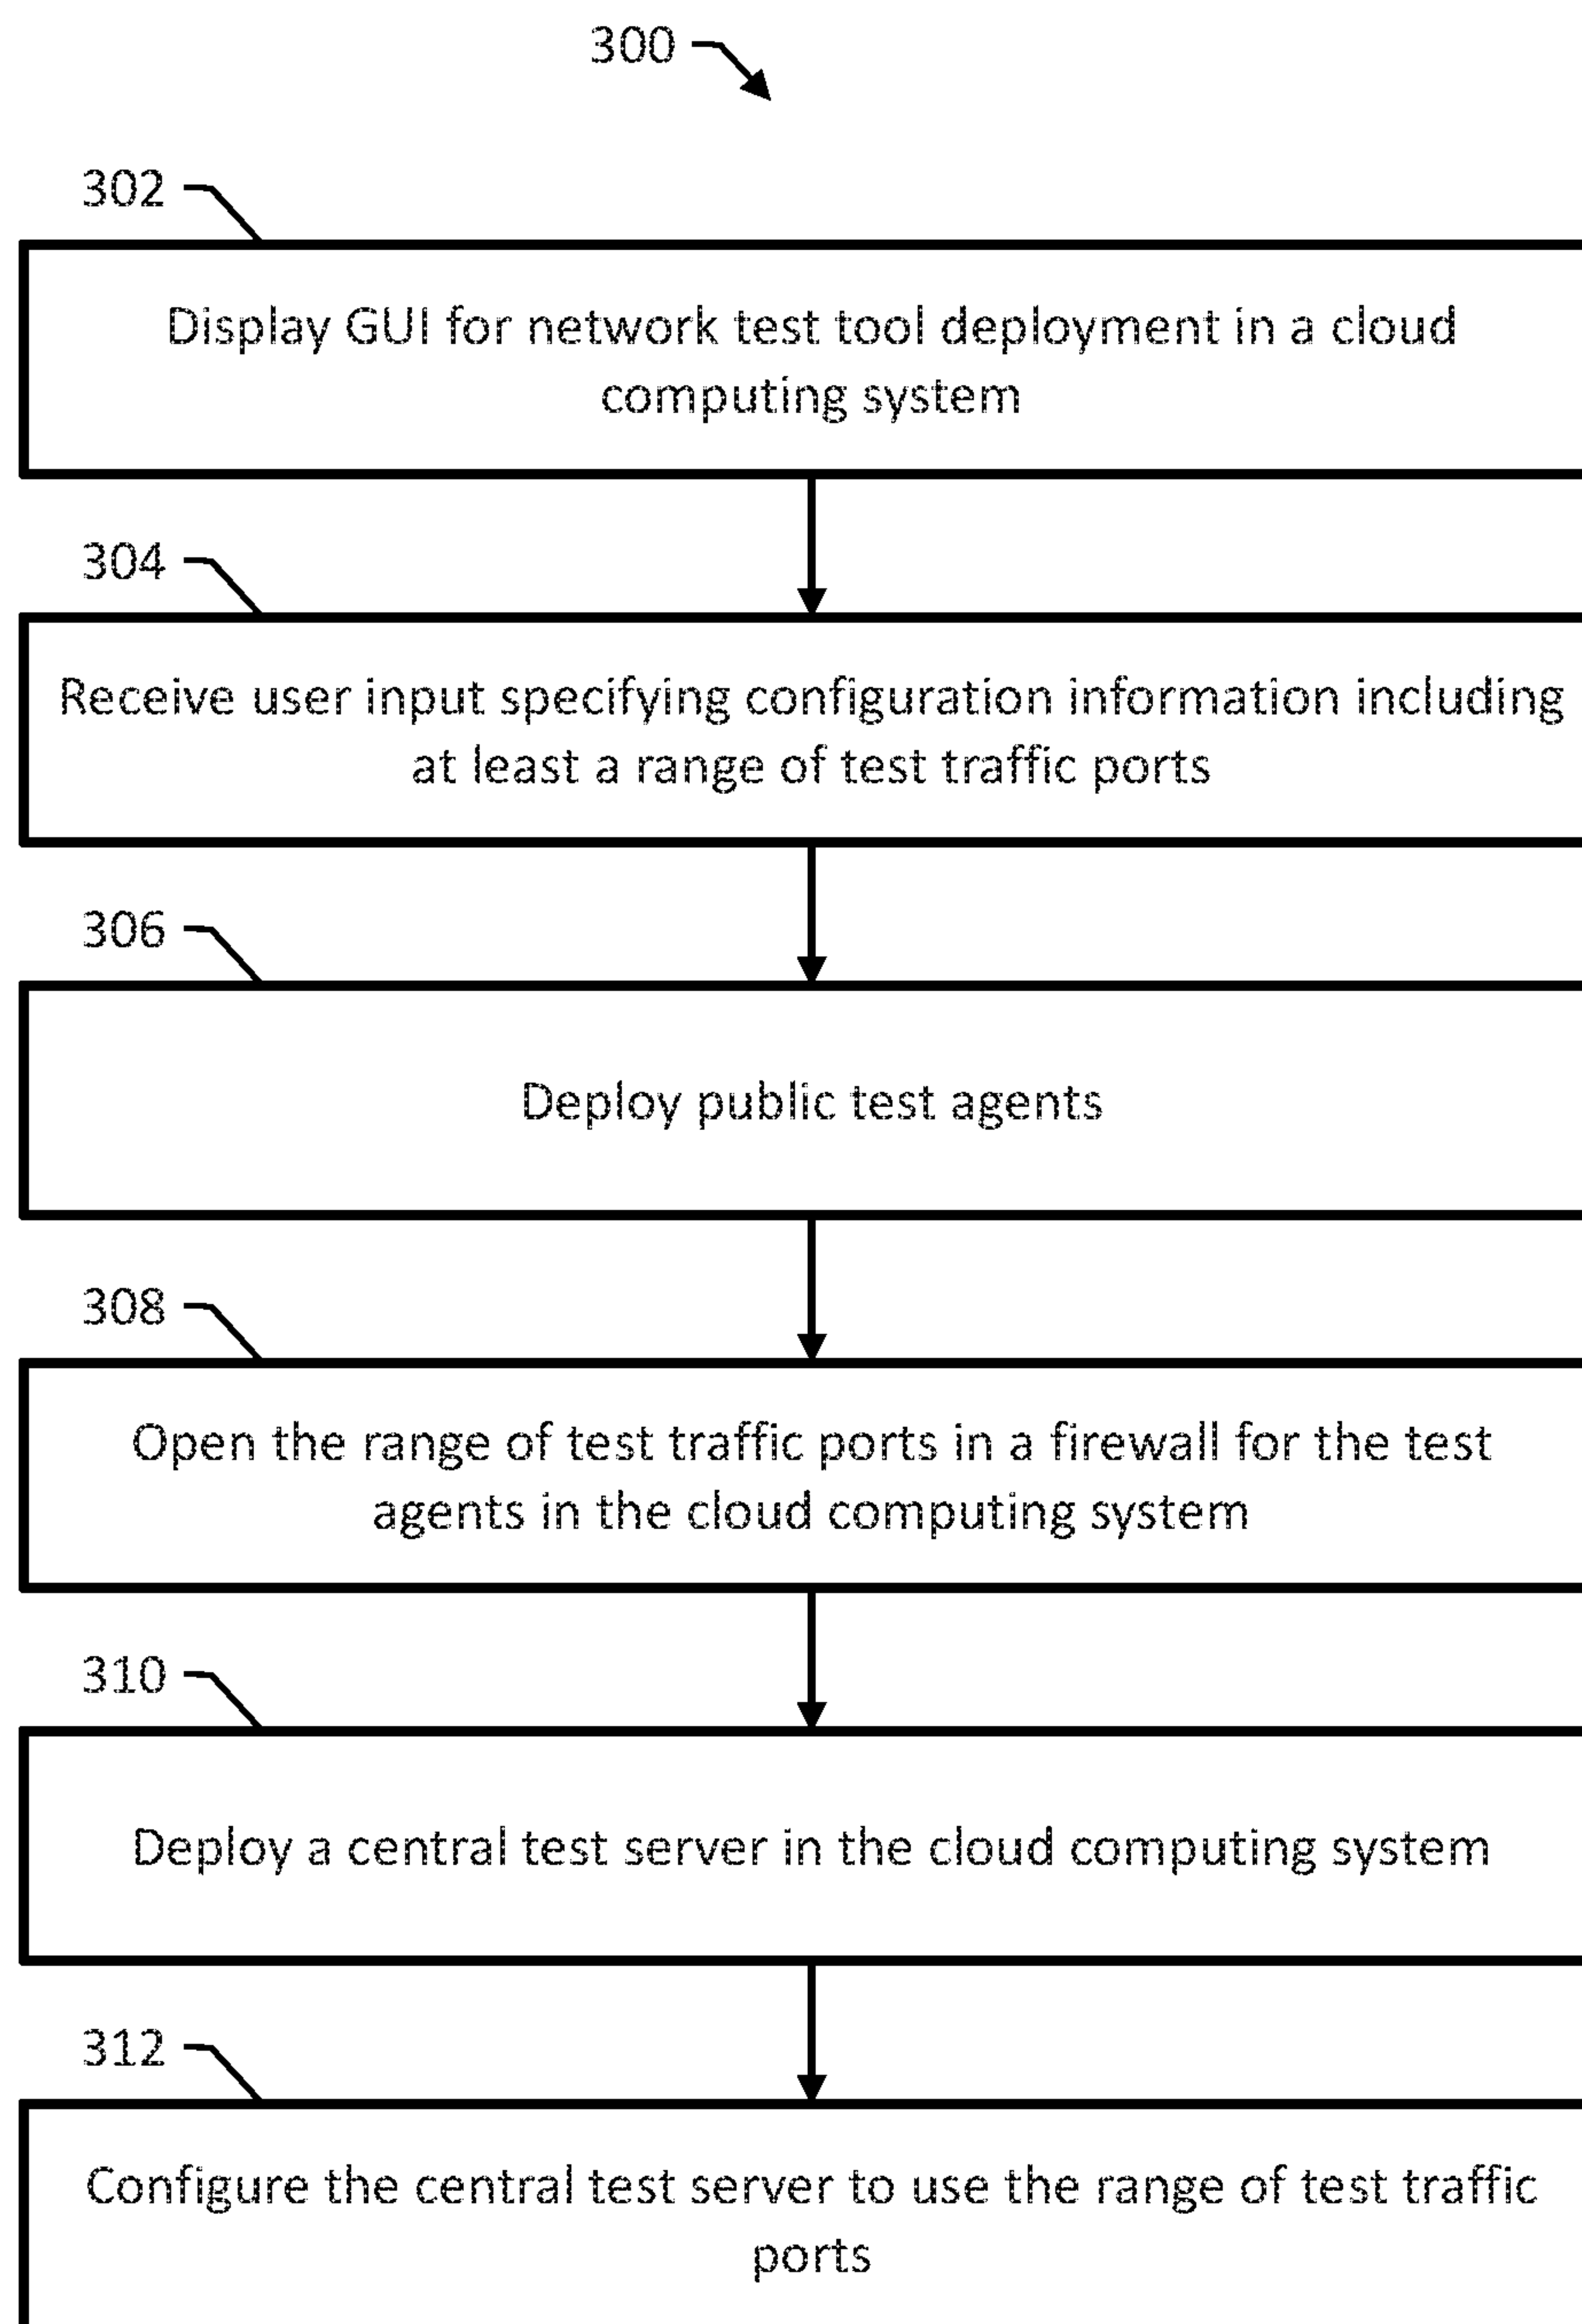 300
302
Display GUI for network test tool deployment in a cloud
computing system
304
Receive user input specifying configuration information including
at least a range of test traffic ports
306
Deploy public test agents
308
Open the range of test traffic ports in a firewall for the test
agents in the cloud computing system
310
Deploy a central test server in the cloud computing system
312
Configure the central test server to use the range of test traffic
ports